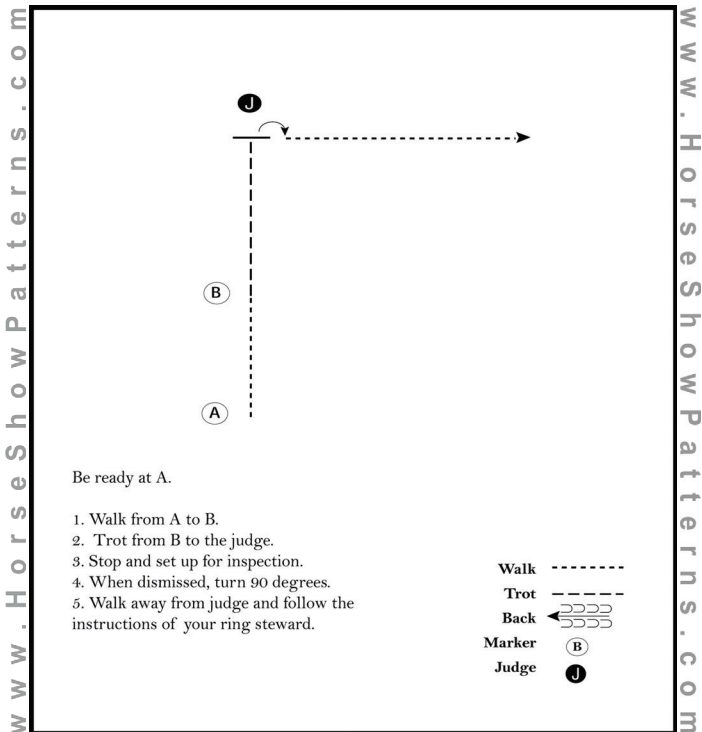 www.HorseShowPatterns.com
J
B
A
Be ready at A.
1. Walk from A to B.
2. Trot from B to the judge.
3. Stop and set up for inspection.
4. When dismissed, turn 90 degrees.
5. Walk away from judge and follow the
instructions of your ring steward.
Walk
Trot
Back
Marker B
Judge J
www.HorseShowPatterns.com